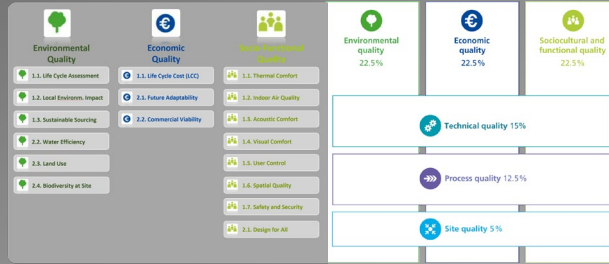 Environmental
Quality
1.1. Life Cycle Assessment
1.2. Local Environm. Impact
1.3. Sustainable Sourcing
2.2. Water Efficiency
2.3. Land Use
2.4. Biodiversity at Site
Economic
Quality
1.1. Life Cycle Cost (LCC)
2.1. Future Adaptability
2.2. Commercial Viability
Socio-functional
Quality
1.1. Thermal Comfort
1.2. Indoor Air Quality
1.3. Acoustic Comfort
1.4. Visual Comfort
1.5. User Control
1.6. Spatial Quality
1.7. Safety and Security
2.1. Design for All
Environmental
quality
22.5%
Economic
quality
22.5%
Sociocultural and
functional quality
22.5%
Technical quality 15%
Process quality 12.5%
Site quality 5%